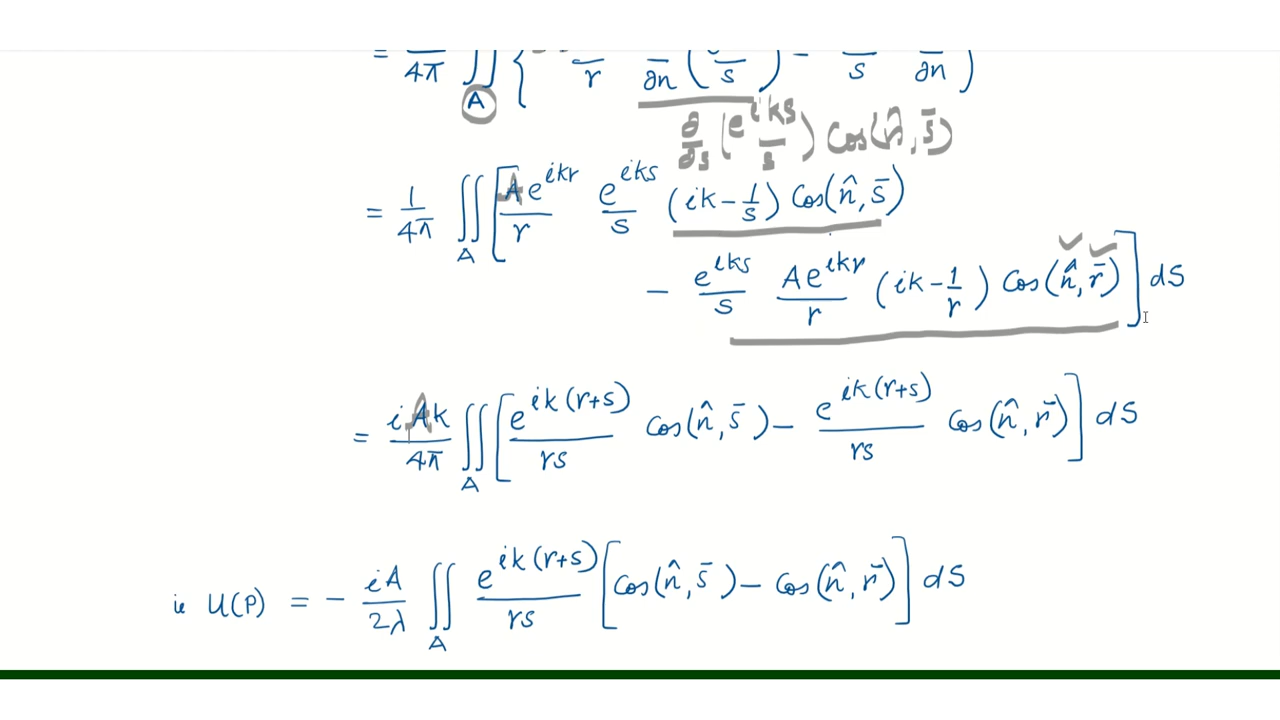 = 1/4π ∬_A { /r ∂/∂n (e/s) − /s /∂n )
∂/∂s (e^{iks}/s) Cos(n̂, s̄)
= 1/4π ∬_A [ Ae^{ikr}/r e^{iks}/s (ik − 1/s) Cos(n̂, s̄)
− e^{iks}/s Ae^{ikr}/r (ik − 1/r) Cos(n̂, r̄) ] dS
= iAk/4π ∬_A [ e^{ik(r+s)}/rs Cos(n̂, s̄) − e^{ik(r+s)}/rs Cos(n̂, r̄) ] dS
ie U(P) = − iA/2λ ∬_A e^{ik(r+s)}/rs [ Cos(n̂, s̄) − Cos(n̂, r̄) ] dS